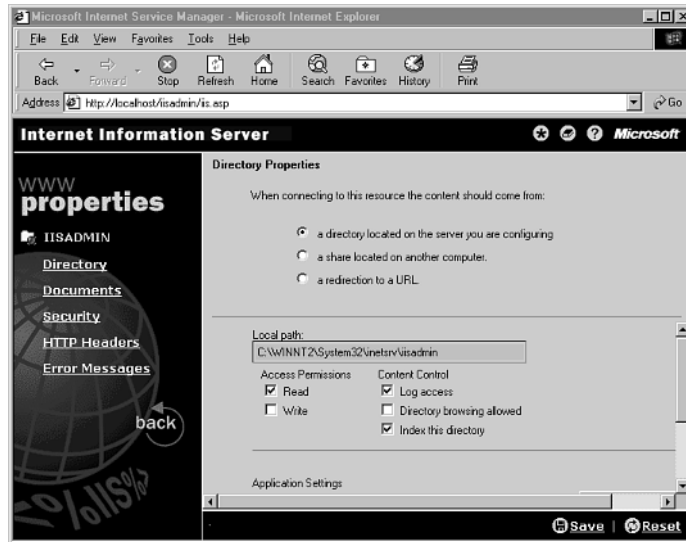 Microsoft Internet Service Manager - Microsoft Internet Explorer
File Edit View Favorites Tools Help
Back Forward Stop Refresh Home Search Favorites History Print
Address http://localhost/iisadmin/iis.asp Go
Internet Information Server Microsoft
www
properties
IISADMIN
Directory
Documents
Security
HTTP Headers
Error Messages
back
<%IIS%>
Directory Properties
When connecting to this resource the content should come from:
a directory located on the server you are configuring
a share located on another computer.
a redirection to a URL.
Local path:
C:\WINNT2\System32\inetsrv\iisadmin
Access Permissions Content Control
Read Log access
Write Directory browsing allowed
Index this directory
Application Settings
Save | Reset